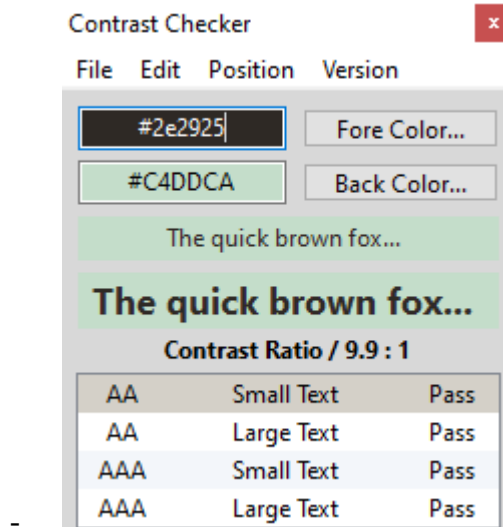 Contrast Checker x
File Edit Position Version
#2e2925 Fore Color...
#C4DDCA Back Color...
The quick brown fox...
The quick brown fox...
Contrast Ratio / 9.9 : 1
AA Small Text Pass
AA Large Text Pass
AAA Small Text Pass
AAA Large Text Pass
-